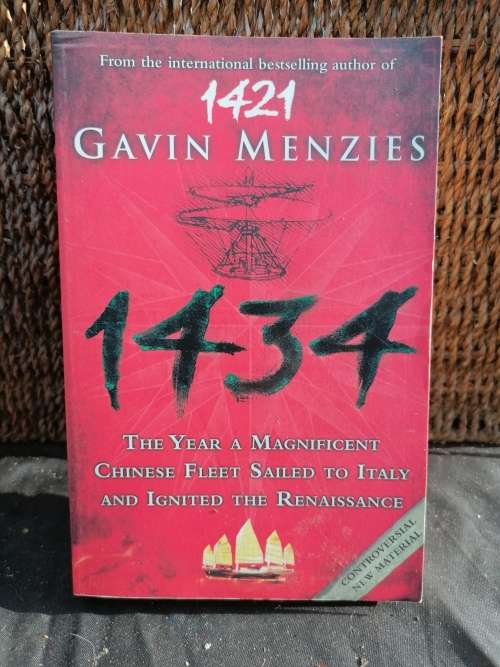 From the international bestselling author of
1421
GAVIN MENZIES
1434
THE YEAR A MAGNIFICENT
CHINESE FLEET SAILED TO ITALY
AND IGNITED THE RENAISSANCE
CONTROVERSIAL
NEW MATERIAL